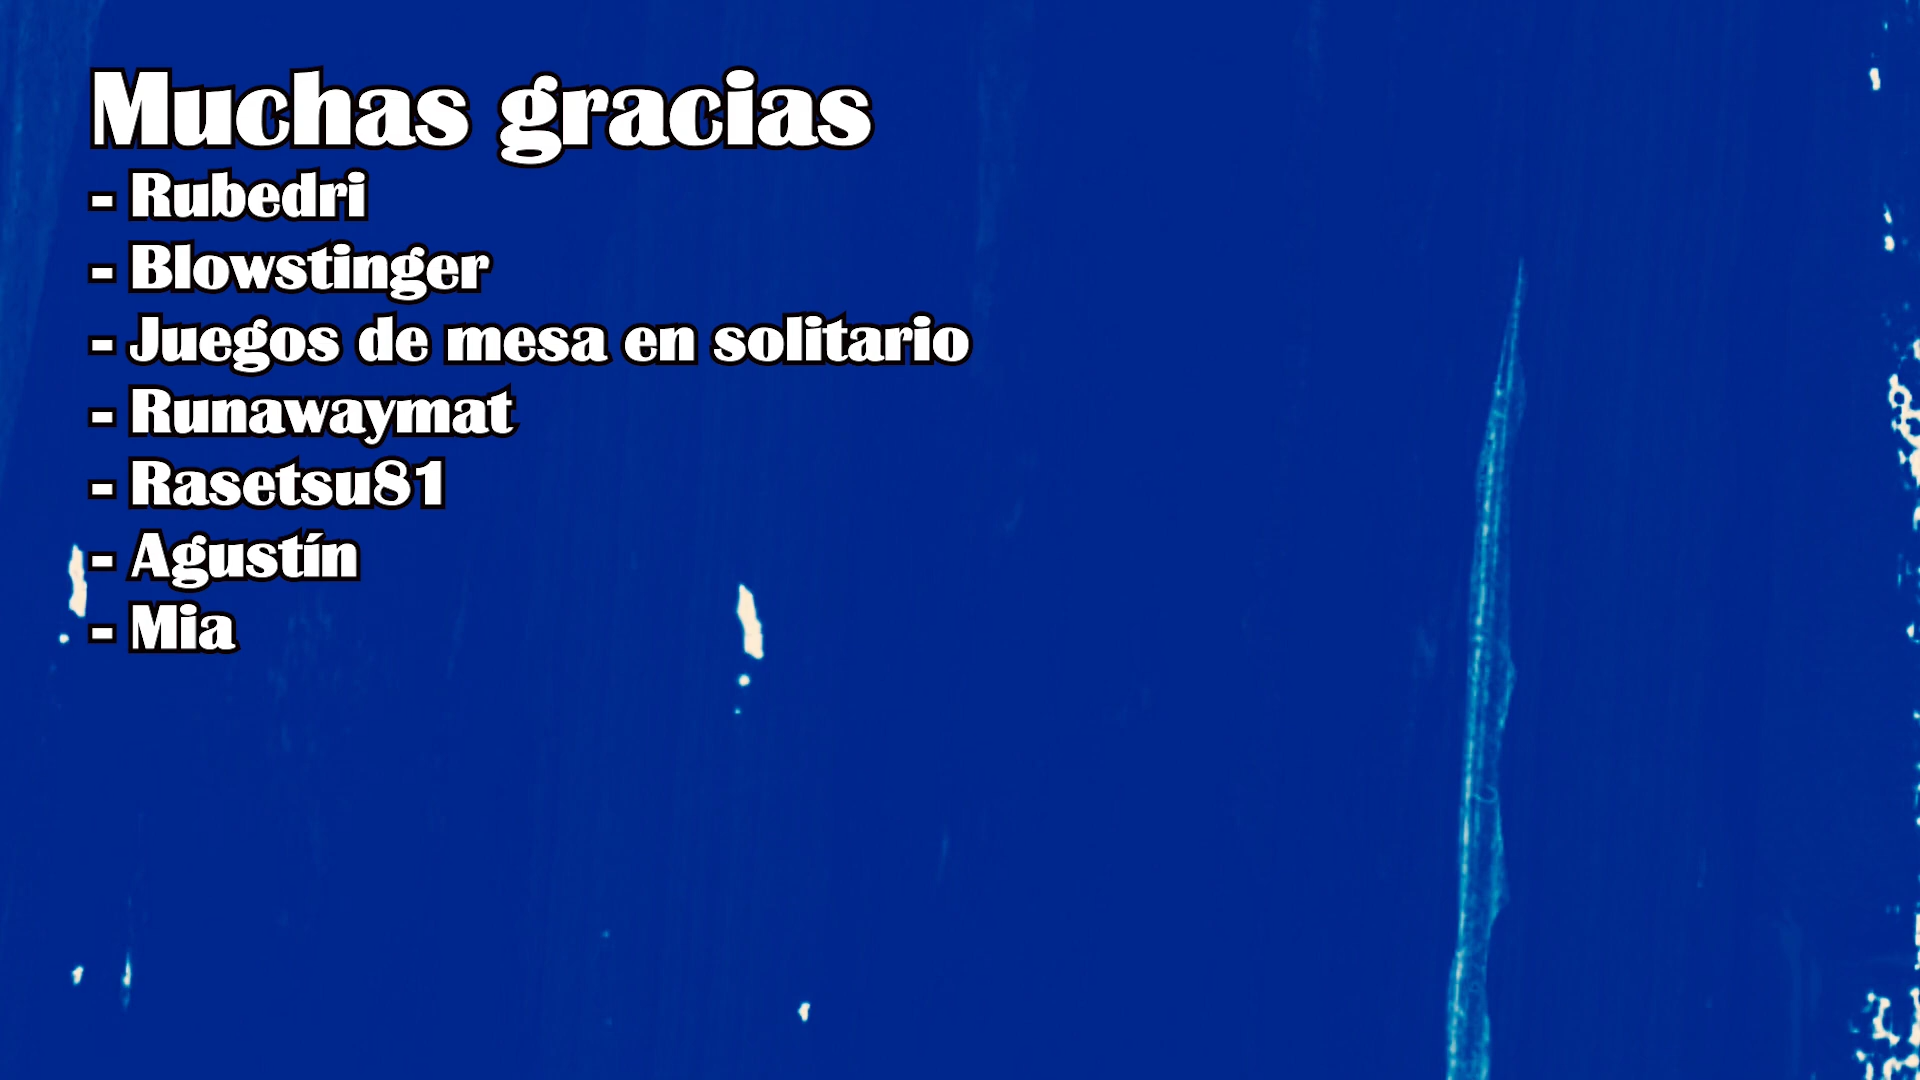 Muchas gracias
- Rubedri
- Blowstinger
- Juegos de mesa en solitario
- Runawaymat
- Rasetsu81
- Agustín
- Mia